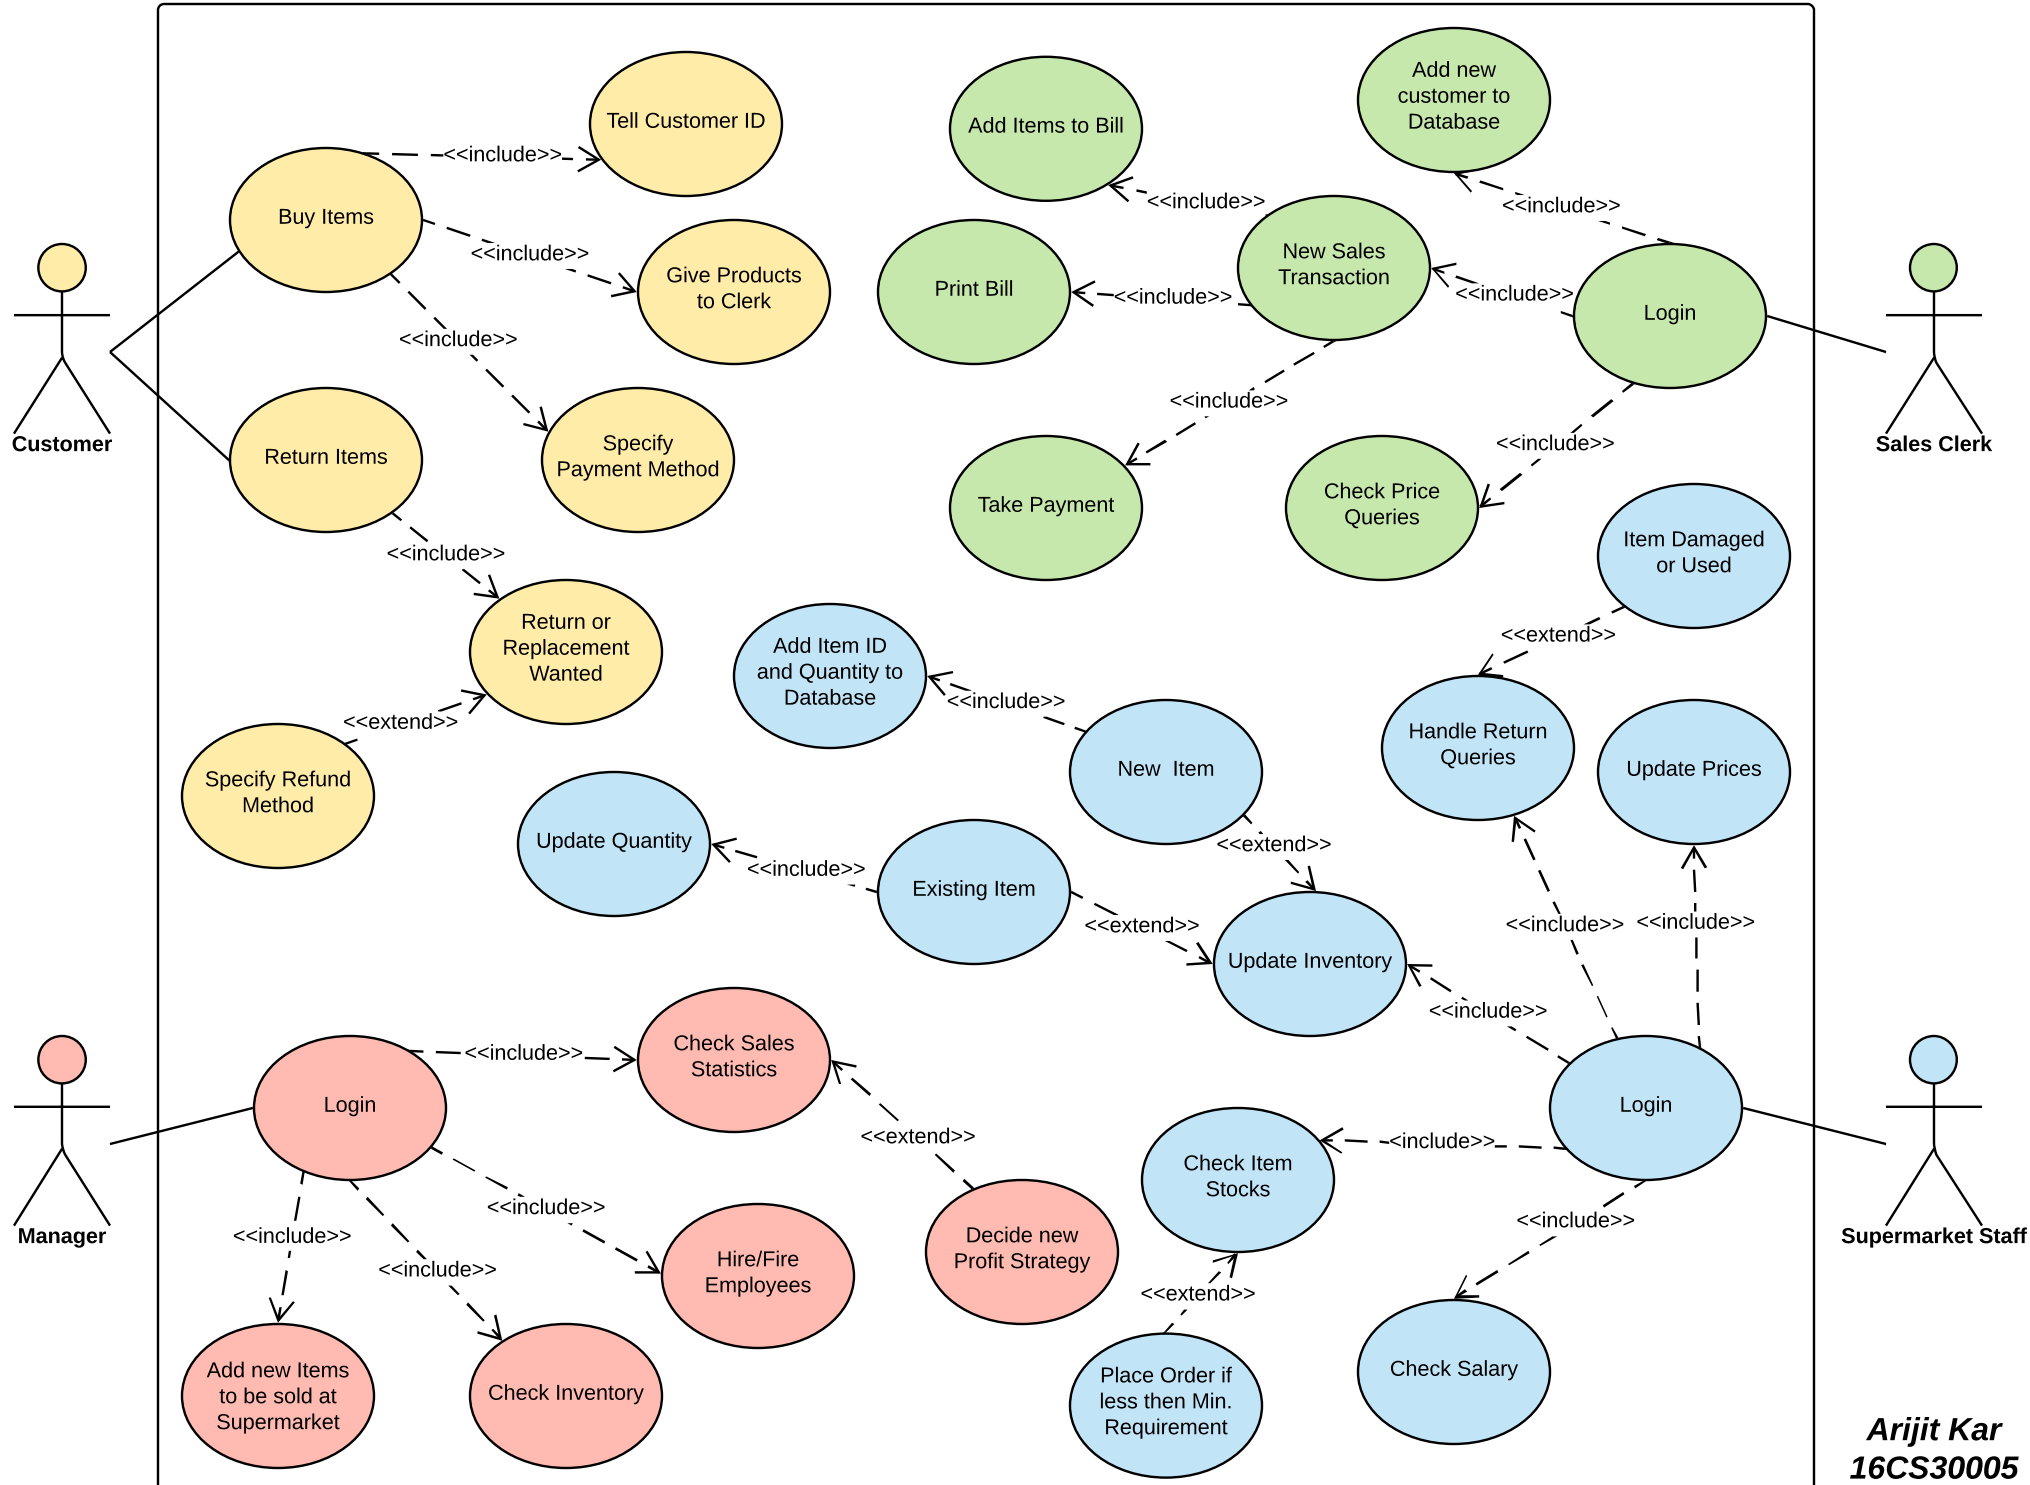 Tell Customer ID
<<include>>
Buy Items
<<include>>
Give Products
to Clerk
<<include>>
Customer
Return Items
Specify
Payment Method
<<include>>
Return or
Replacement
Wanted
<<extend>>
Specify Refund
Method
Add Items to Bill
Add new
customer to
Database
<<include>>
<<include>>
New Sales
Transaction
Print Bill
<<include>>
<<include>>
Login
<<include>>
<<include>>
Sales Clerk
Take Payment
Check Price
Queries
Item Damaged
or Used
<<extend>>
Add Item ID
and Quantity to
Database
<<include>>
Handle Return
Queries
New  Item
Update Prices
Update Quantity
<<include>>
Existing Item
<<extend>>
<<extend>>
<<include>>
<<include>>
Update Inventory
<<include>>
Check Sales
Statistics
<<include>>
Login
<<extend>>
<<include>>
<<include>>
<<include>>
Manager
Hire/Fire
Employees
Decide new
Profit Strategy
Add new Items
to be sold at
Supermarket
Check Inventory
Login
<include>>
Check Item
Stocks
<<include>>
Supermarket Staff
<<extend>>
Place Order if
less then Min.
Requirement
Check Salary
Arijit Kar
16CS30005